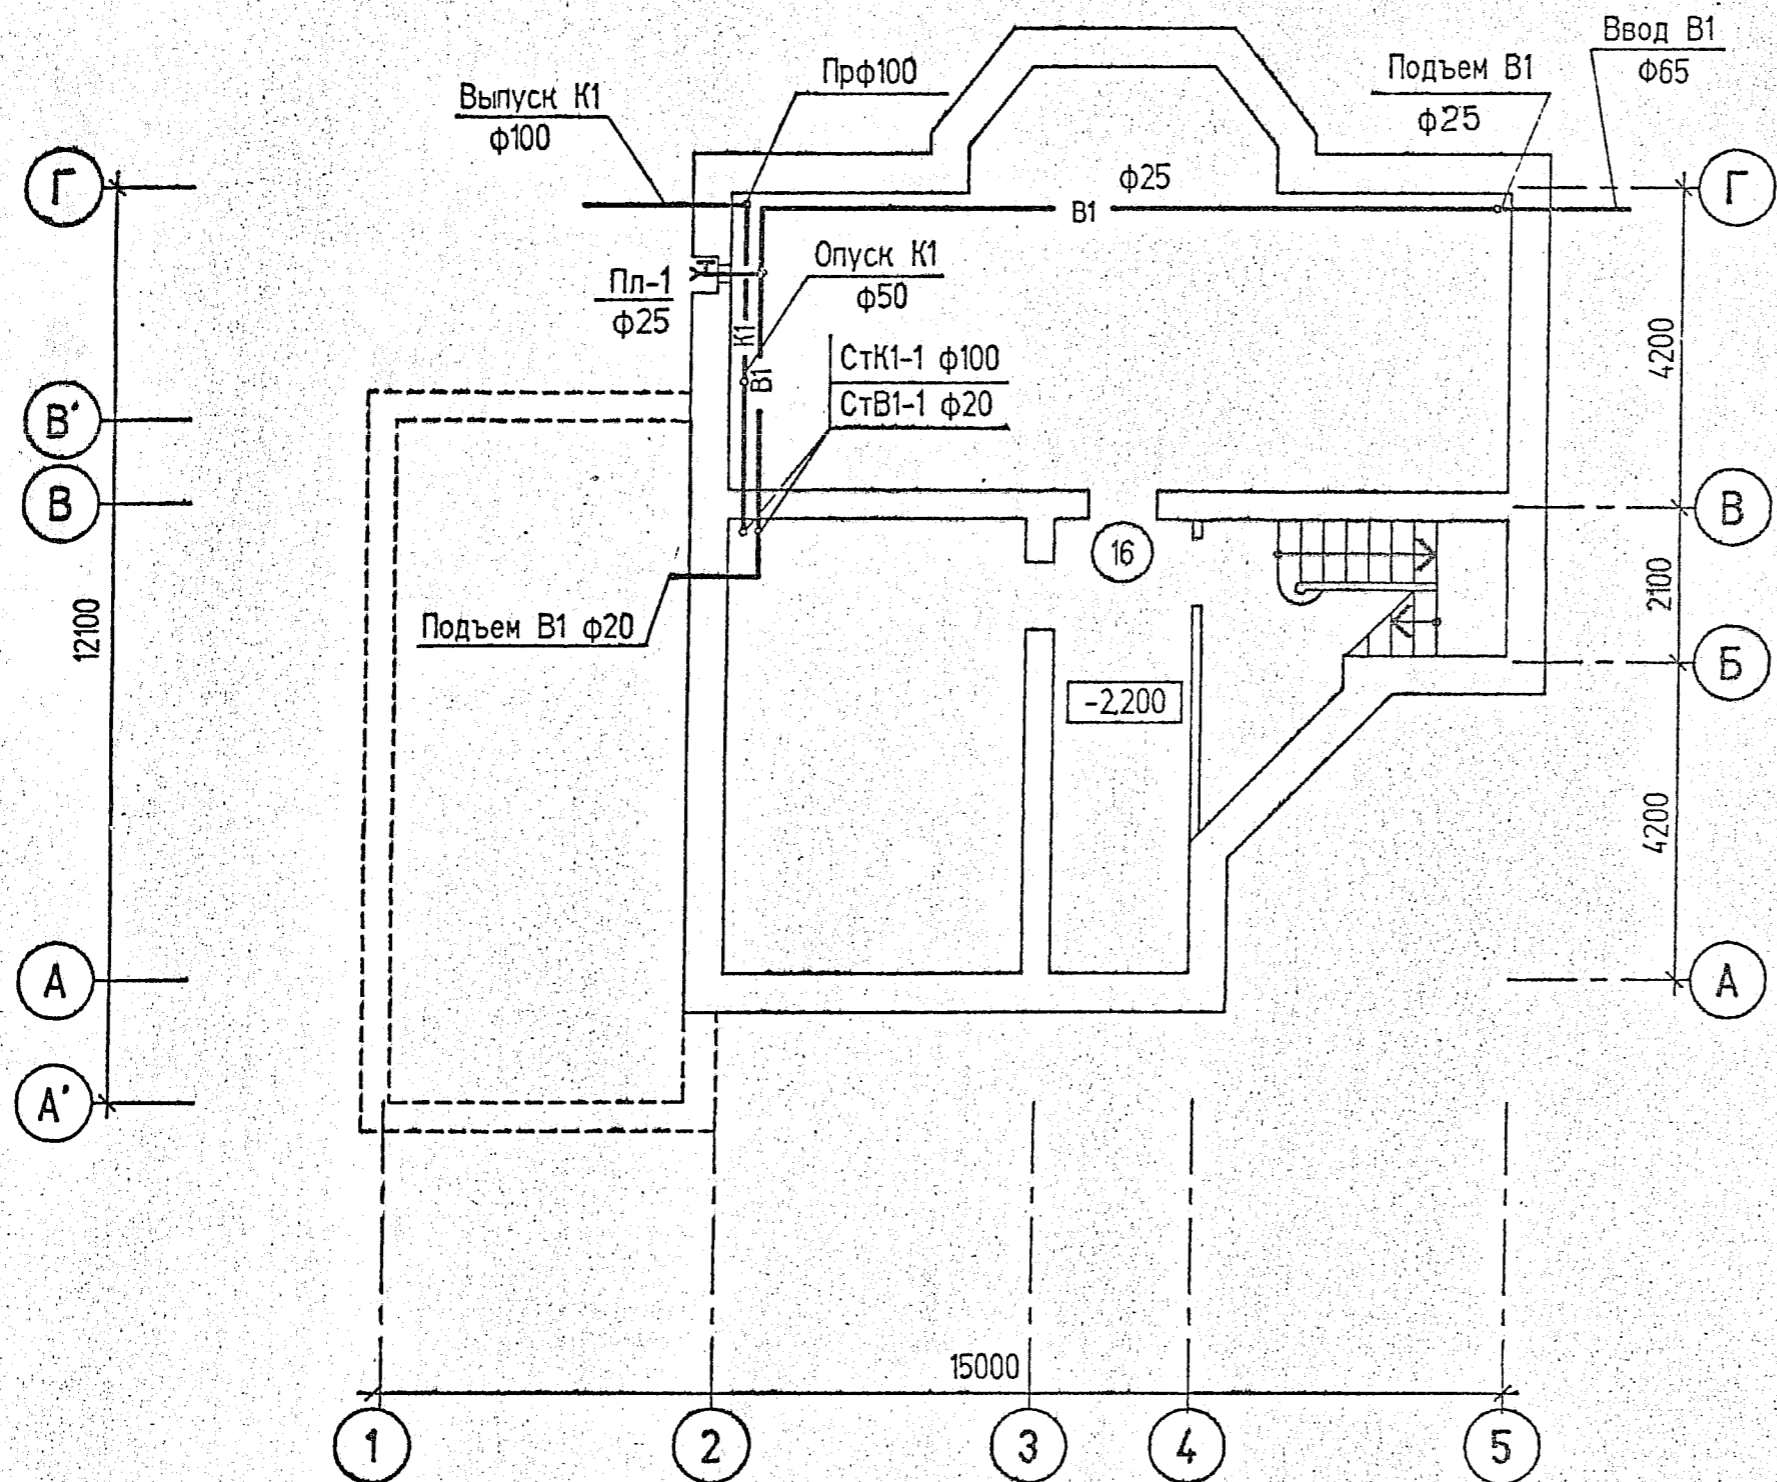 Ввод В1
ф65
Подъем В1
ф25
Прф100
Выпуск К1
ф100
Г
Г
ф25
В1
Опуск К1
ф50
Пл-1
ф25
К1
В1
СтК1-1 ф100
СтВ1-1 ф20
4200
В'
В
В
16
2100
12100
Подъем В1 ф20
Б
-2,200
4200
А
А
А'
15000
1
2
3
4
5